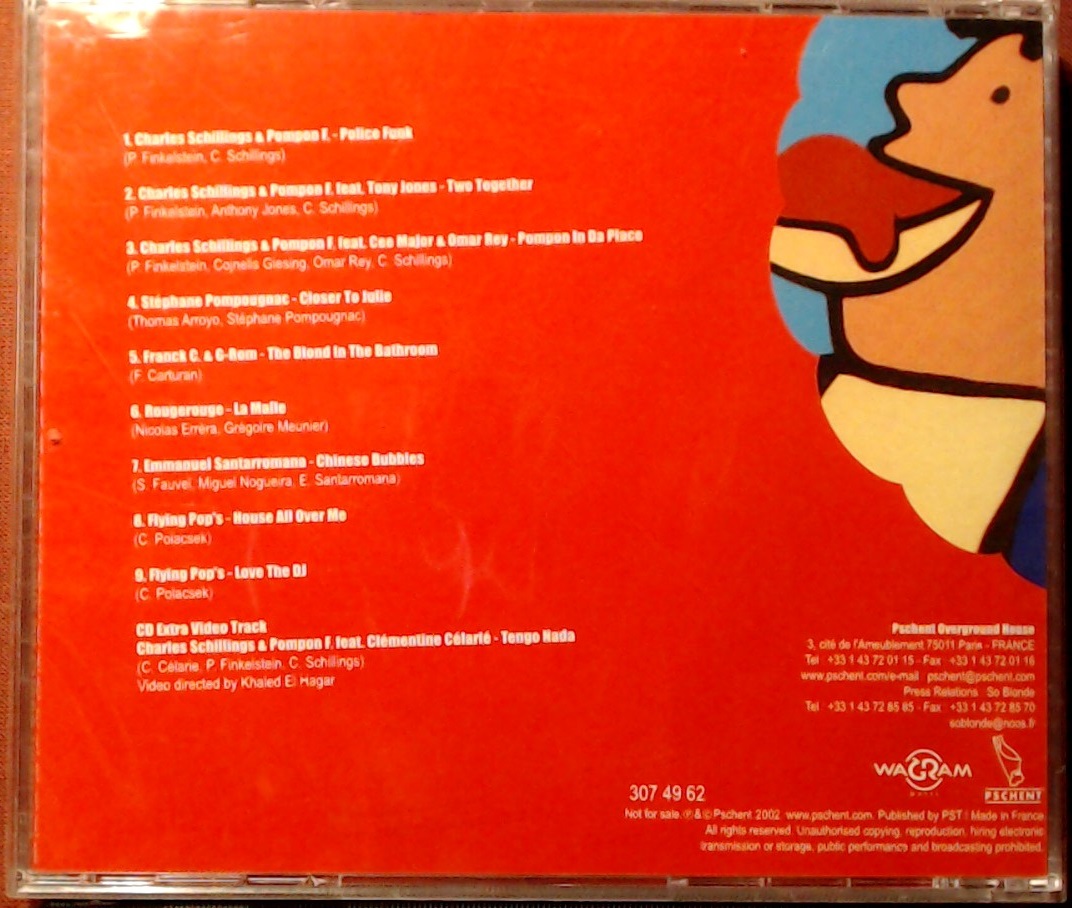 1. Charles Schillings & Pompon F. - Police Funk
(P. Finkelstein, C. Schillings)
2. Charles Schillings & Pompon F. feat. Tony Jones - Two Together
(P. Finkelstein, Anthony Jones, C. Schillings)
3. Charles Schillings & Pompon F. feat. Cee Major & Omar Rey - Pompon In Da Place
(P. Finkelstein, Cojnelis Giesing, Omar Rey, C. Schillings)
4. Stéphane Pompougnac - Closer To Julie
(Thomas Arroyo, Stéphane Pompougnac)
5. Franck C. & G-Rom - The Blond In The Bathroom
(F. Carturan)
6. Rougerouge - La Malle
(Nicolas Errèra, Grégoire Meunier)
7. Emmanuel Santarromana - Chinese Bubbles
(S. Fauvel, Miguel Nogueira, E. Santarromana)
8. Flying Pop's - House All Over Me
(C. Polacsek)
9. Flying Pop's - Love The DJ
(C. Polacsek)
CD Extra Video Track
Charles Schillings & Pompon F. feat. Clémentine Célarié - Tengo Nada
(C. Célarie, P. Finkelstein, C. Schillings)
Video directed by Khaled El Hagar
Pschent Overground House
3, cité de l'Ameublement 75011 Paris - FRANCE
Tel +33 1 43 72 01 15 - Fax +33 1 43 72 01 16
www.pschent.com/e-mail pschent@pschent.com
Press Relations So Blonde
Tel +33 1 43 72 85 85 - Fax +33 1 43 72 85 70
soblonde@noos.fr
WAGRAM
PSCHENT
307 49 62
Not for sale. ℗ & © Pschent 2002 www.pschent.com. Published by PST ! Made in France
All rights reserved. Unauthorised copying, reproduction, hiring electronic
transmission or storage, public performance and broadcasting prohibited.